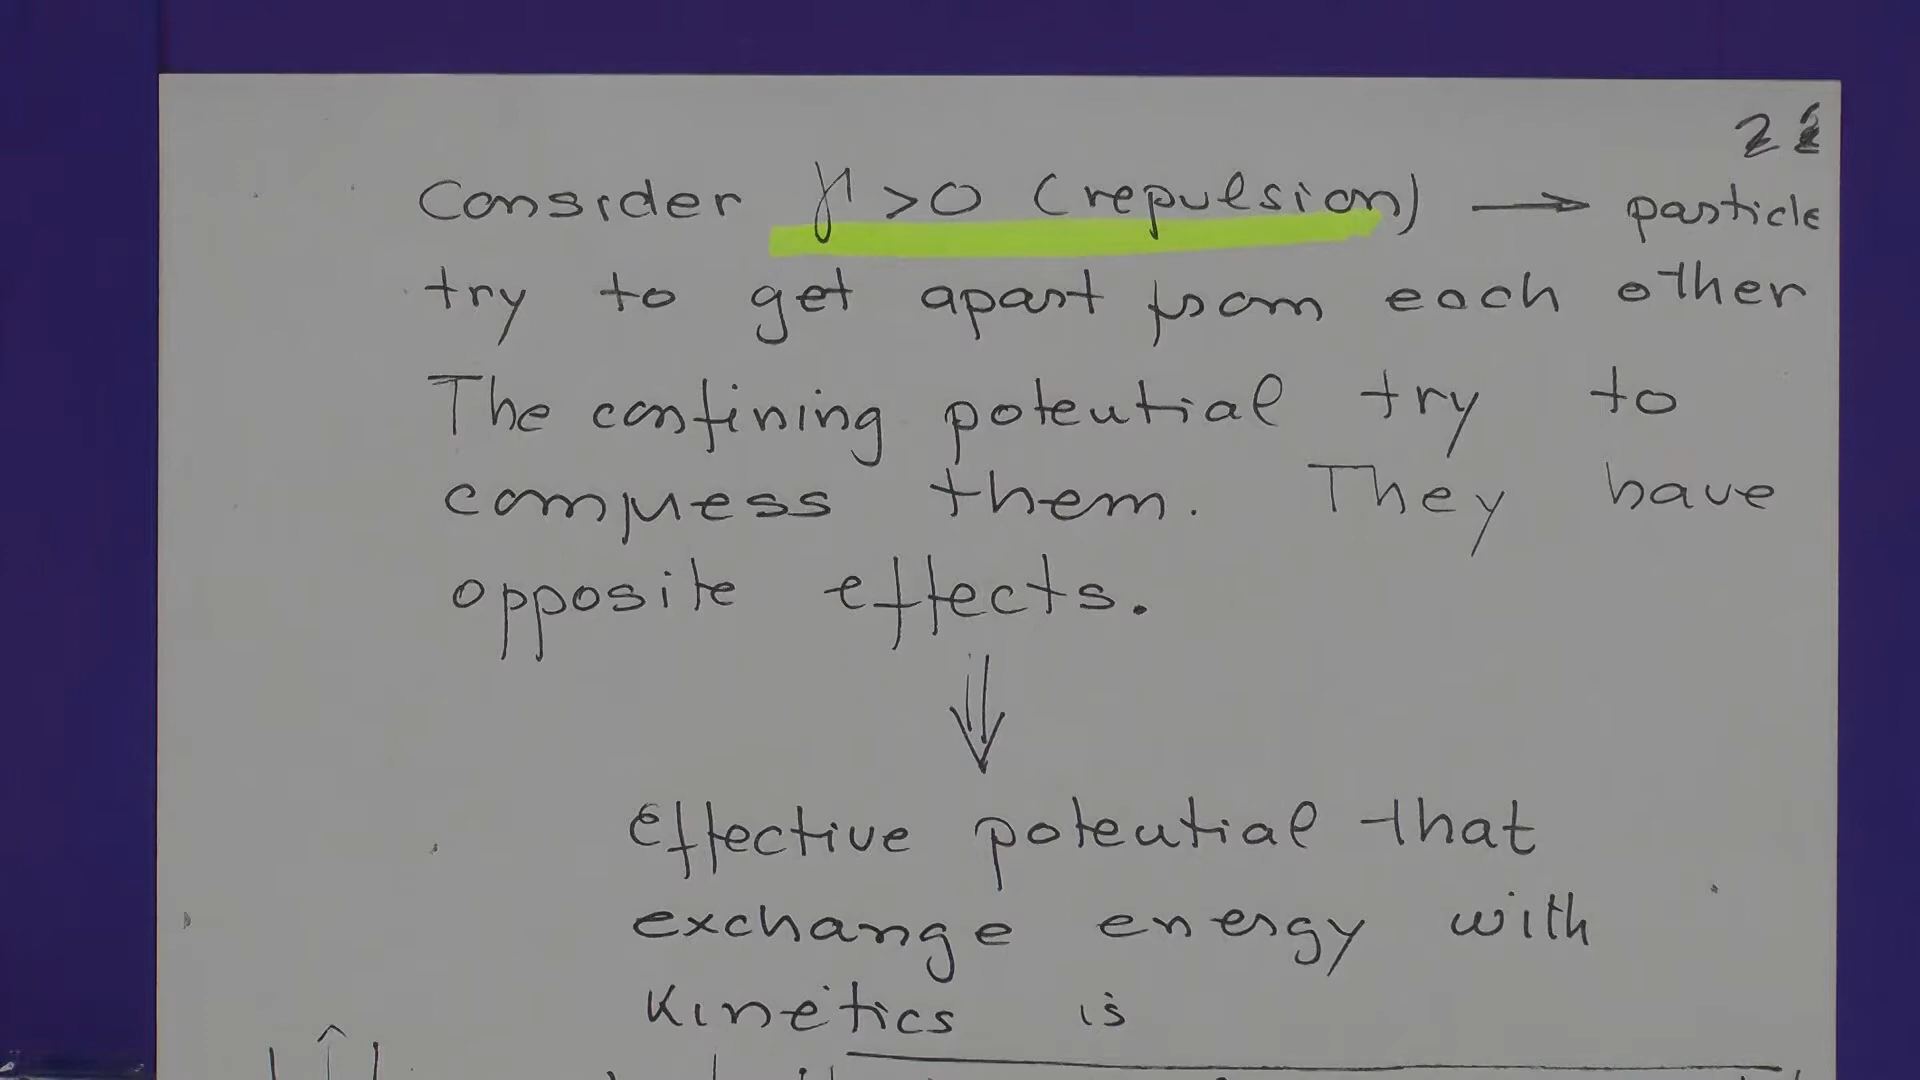 Consider γ > 0 (repulsion) → particle
try to get apart from each other
The confining potential try to
compress them. They have
opposite effects.
⇓
Effective potential that
exchange energy with
kinetics is